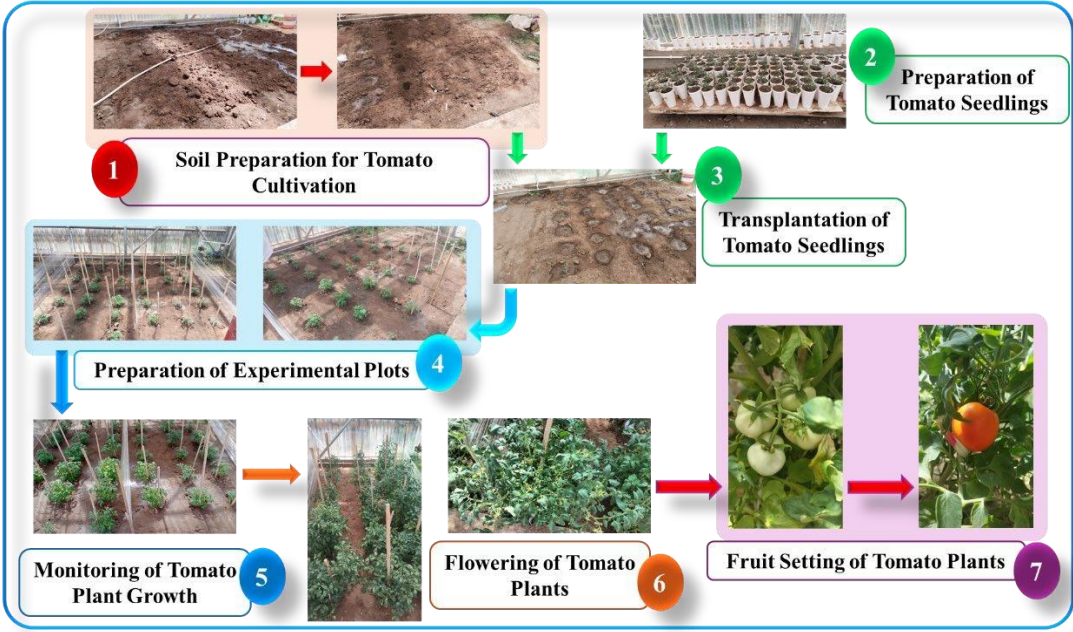 1
Soil Preparation for Tomato
Cultivation
2
Preparation of
Tomato Seedlings
3
Transplantation of
Tomato Seedlings
Preparation of Experimental Plots
4
Monitoring of Tomato
Plant Growth
5
Flowering of Tomato
Plants
6
Fruit Setting of Tomato Plants
7